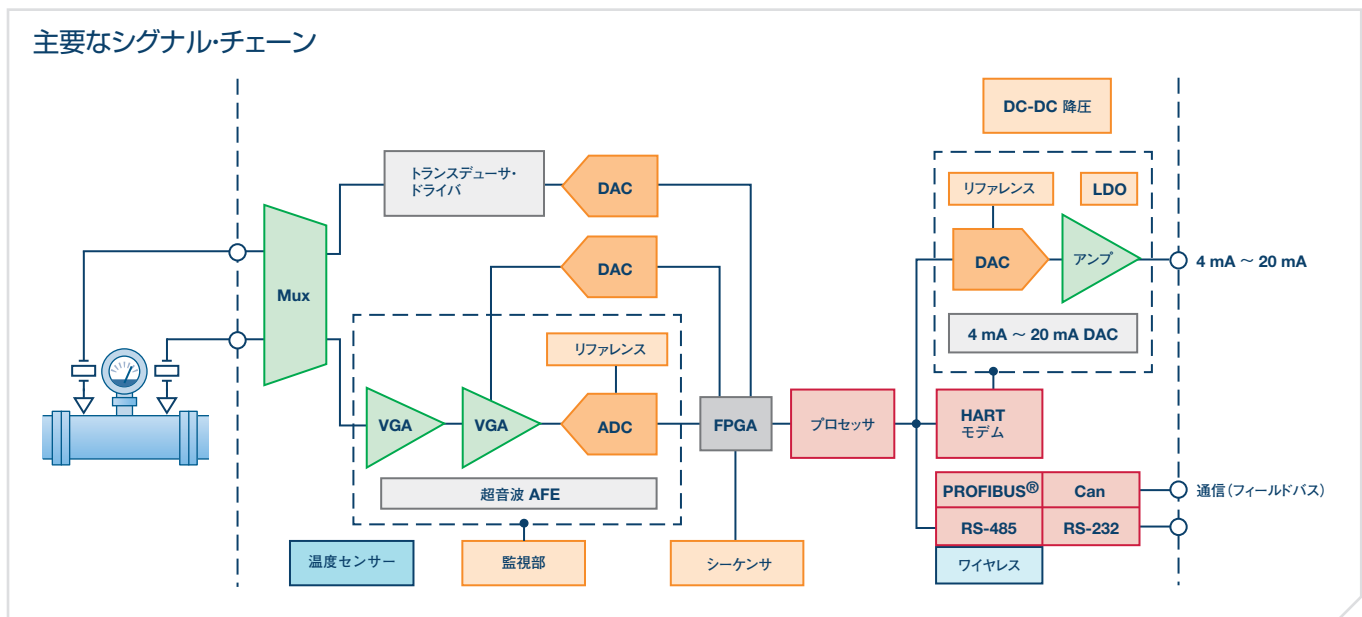 主要なシグナル・チェーン
DC-DC 降圧
トランスデューサ・
ドライバ
DAC
リファレンス
LDO
DAC
DAC
アンプ
4 mA ～ 20 mA
Mux
リファレンス
4 mA ～ 20 mA DAC
VGA
VGA
ADC
FPGA
プロセッサ
HART
モデム
超音波 AFE
PROFIBUS®
Can
通信（フィールドバス）
RS-485
RS-232
温度センサー
監視部
シーケンサ
ワイヤレス